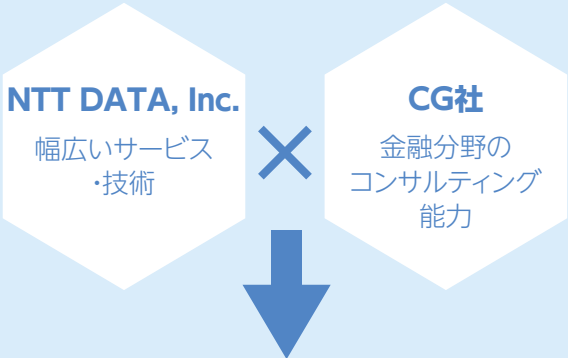 NTT DATA, Inc.
幅広いサービス
・技術
×
CG社
金融分野の
コンサルティング
能力